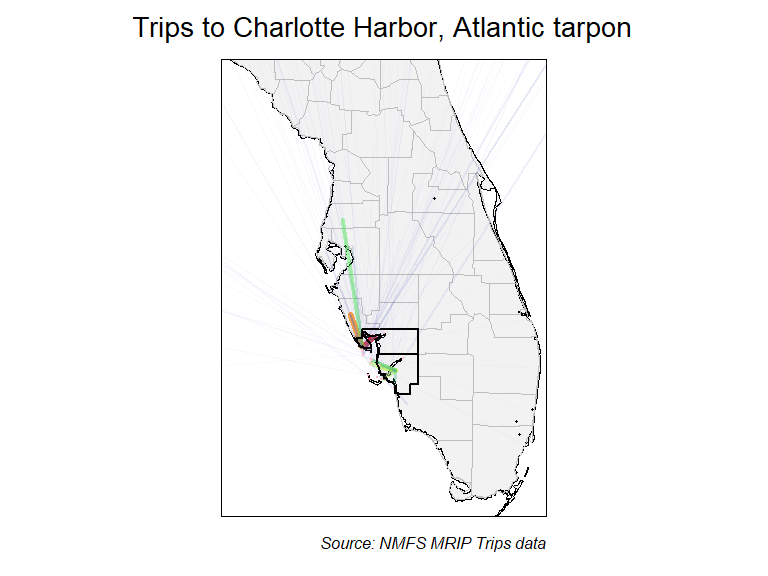 Trips to Charlotte Harbor, Atlantic tarpon
Source: NMFS MRIP Trips data